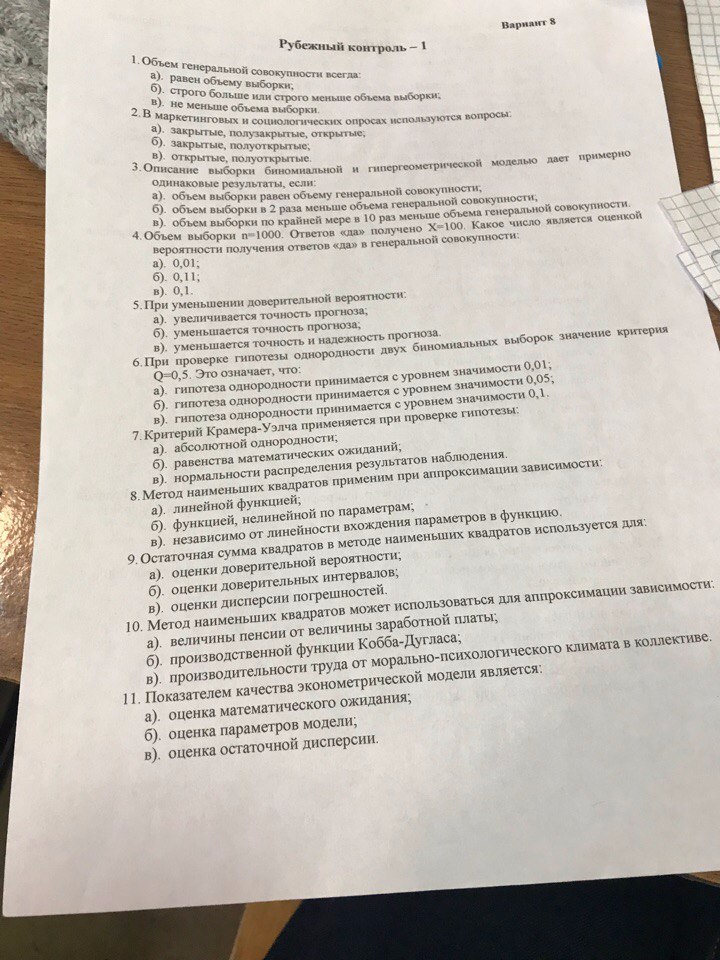 Вариант 8
Рубежный контроль – 1
1. Объем генеральной совокупности всегда:
а). равен объему выборки;
б). строго больше или строго меньше объема выборки;
в). не меньше объема выборки.
2. В маркетинговых и социологических опросах используются вопросы:
а). закрытые, полузакрытые, открытые;
б). закрытые, полуоткрытые;
в). открытые, полуоткрытые.
3. Описание выборки биномиальной и гипергеометрической моделью дает примерно
одинаковые результаты, если:
а). объем выборки равен объему генеральной совокупности;
б). объем выборки в 2 раза меньше объема генеральной совокупности;
в). объем выборки по крайней мере в 10 раз меньше объема генеральной совокупности.
4. Объем выборки n=1000. Ответов «да» получено X=100. Какое число является оценкой
вероятности получения ответов «да» в генеральной совокупности:
а). 0,01;
б). 0,11;
в). 0,1.
5. При уменьшении доверительной вероятности:
а). увеличивается точность прогноза;
б). уменьшается точность прогноза;
в). уменьшается точность и надежность прогноза.
6. При проверке гипотезы однородности двух биномиальных выборок значение критерия
Q=0,5. Это означает, что:
а). гипотеза однородности принимается с уровнем значимости 0,01;
б). гипотеза однородности принимается с уровнем значимости 0,05;
в). гипотеза однородности принимается с уровнем значимости 0,1.
7. Критерий Крамера-Уэлча применяется при проверке гипотезы:
а). абсолютной однородности;
б). равенства математических ожиданий;
в). нормальности распределения результатов наблюдения.
8. Метод наименьших квадратов применим при аппроксимации зависимости:
а). линейной функцией;
б). функцией, нелинейной по параметрам;
в). независимо от линейности вхождения параметров в функцию.
9. Остаточная сумма квадратов в методе наименьших квадратов используется для:
а). оценки доверительной вероятности;
б). оценки доверительных интервалов;
в). оценки дисперсии погрешностей.
10. Метод наименьших квадратов может использоваться для аппроксимации зависимости:
а). величины пенсии от величины заработной платы;
б). производственной функции Кобба-Дугласа;
в). производительности труда от морально-психологического климата в коллективе.
11. Показателем качества эконометрической модели является:
а). оценка математического ожидания;
б). оценка параметров модели;
в). оценка остаточной дисперсии.